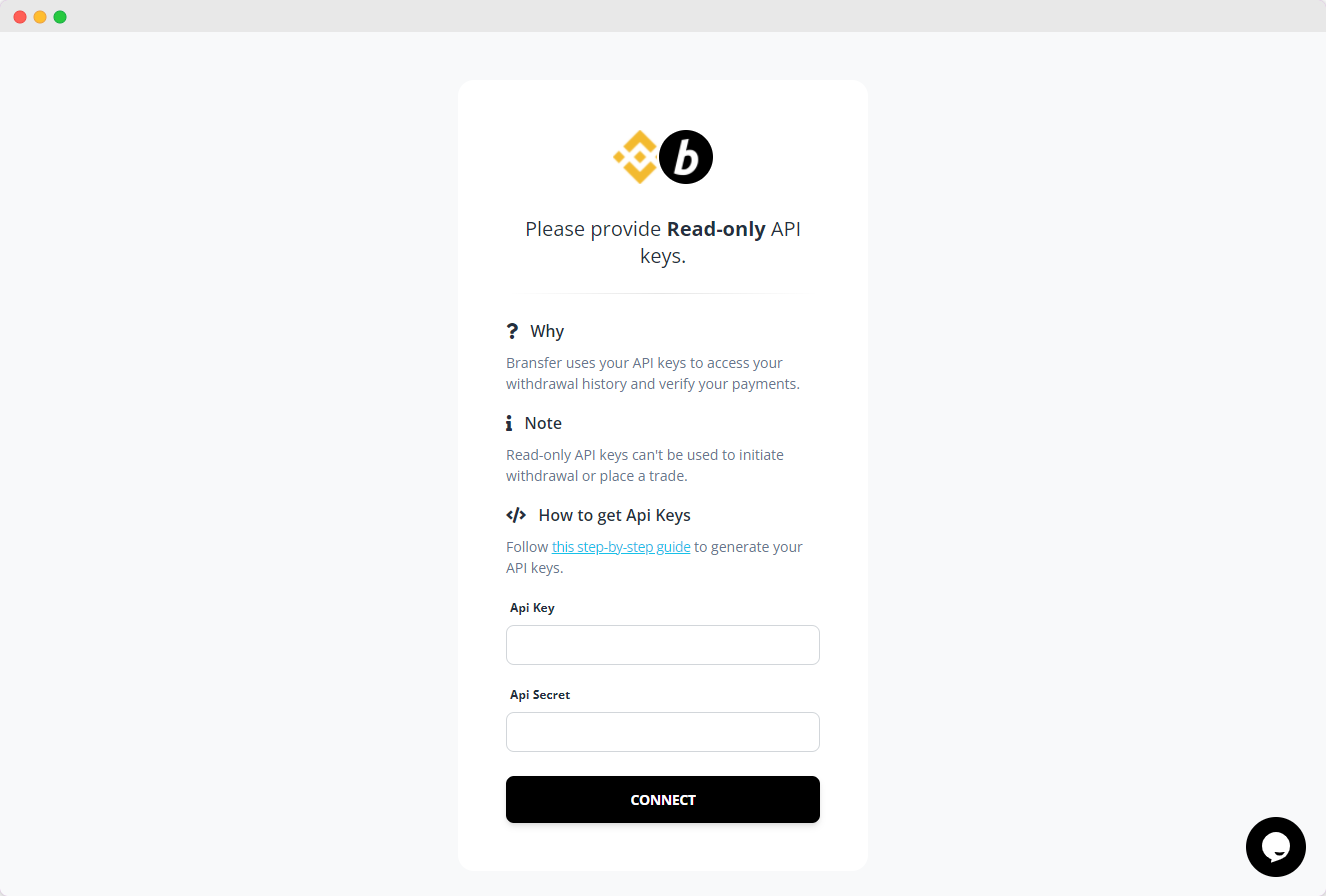 b
Please provide Read-only API
keys.
? Why
Bransfer uses your API keys to access your
withdrawal history and verify your payments.
i Note
Read-only API keys can't be used to initiate
withdrawal or place a trade.
</> How to get Api Keys
Follow this step-by-step guide to generate your
API keys.
Api Key
Api Secret
CONNECT